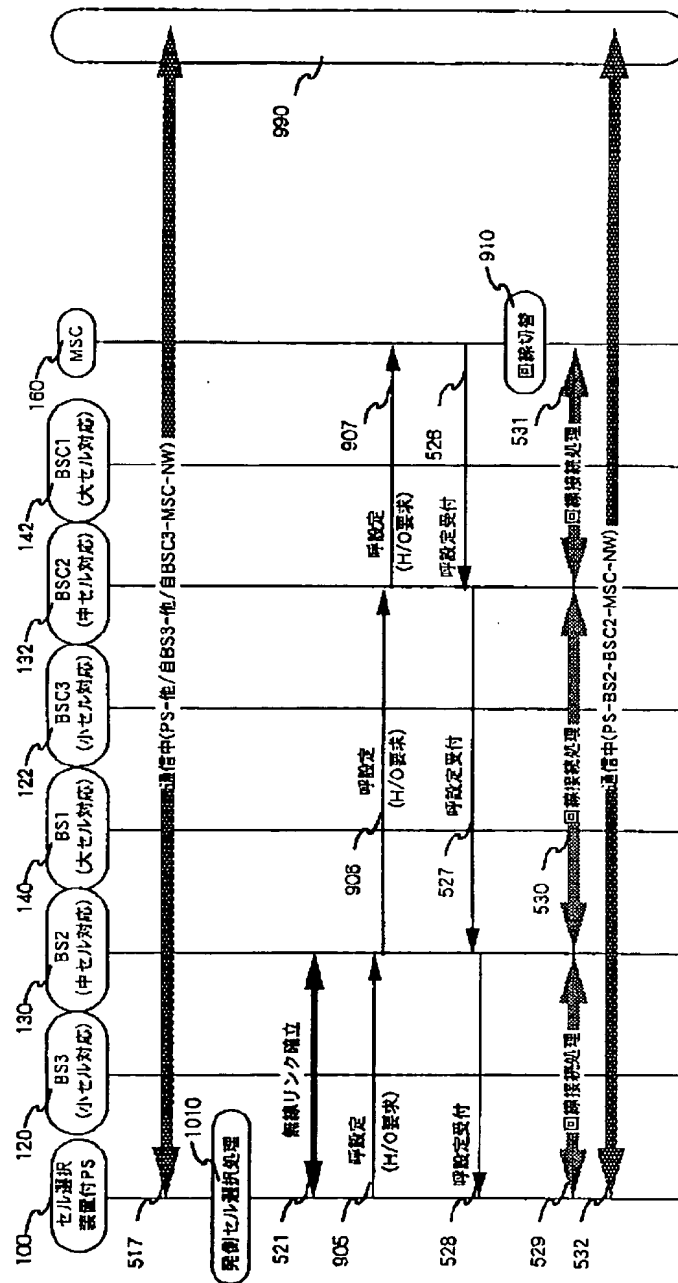 100
セル選択
装置付PS
120
BS3
(小セル対応)
130
BS2
(中セル対応)
140
BS1
(大セル対応)
122
BSC3
(小セル対応)
132
BSC2
(中セル対応)
142
BSC1
(大セル対応)
160
MSC
990
517
通信中(PS-他/自BS3-他/自BSC3-MSC-NW)
発側セル選択処理
1010
521
無線リンク確立
905
呼設定
(H/O要求)
906
呼設定
(H/O要求)
907
呼設定
(H/O要求)
526
呼設定受付
527
呼設定受付
528
呼設定受付
910
回線切替
529
回線接続処理
530
回線接続処理
531
回線接続処理
532
通信中(PS-BS2-BSC2-MSC-NW)